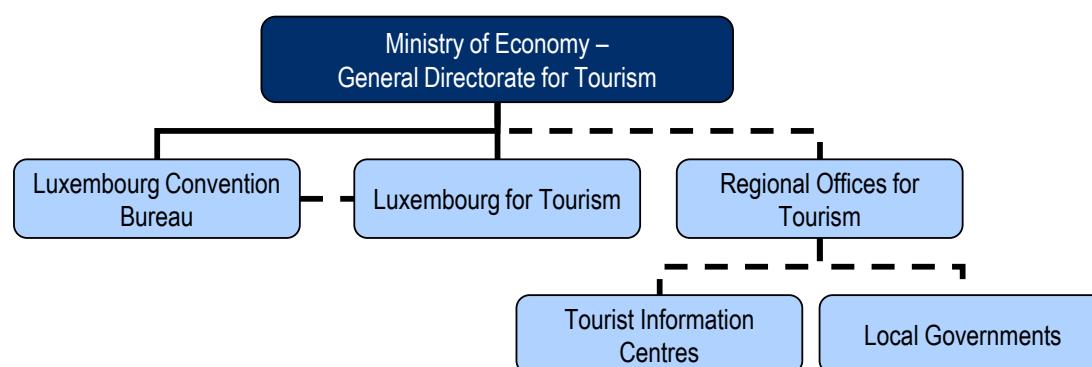 Ministry of Economy –
General Directorate for Tourism
Luxembourg Convention
Bureau
Luxembourg for Tourism
Regional Offices for
Tourism
Tourist Information
Centres
Local Governments